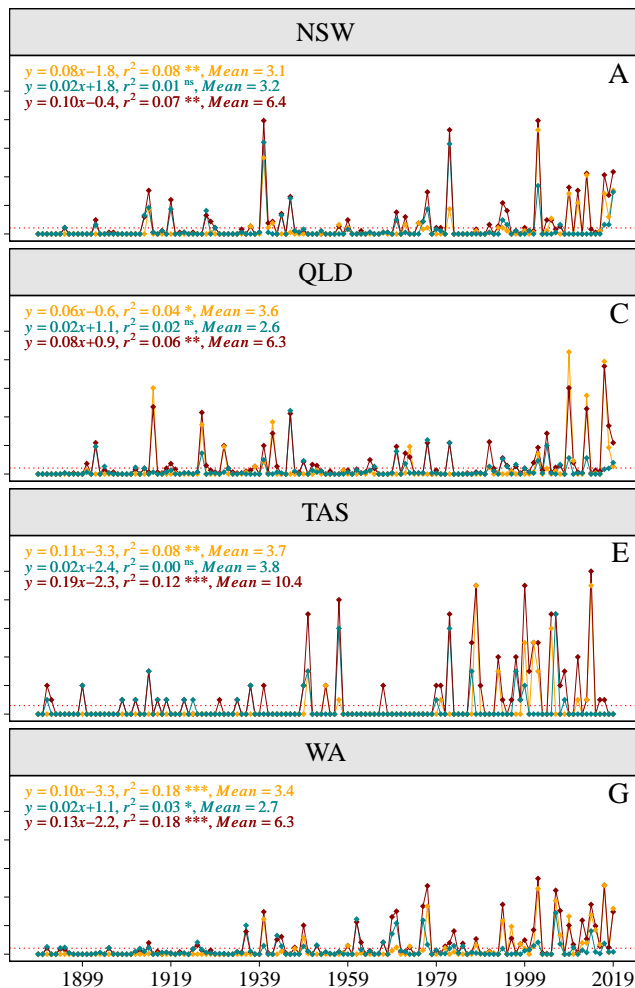 NSW
A
y = 0.08x−1.8, r² = 0.08 **, Mean = 3.1
y = 0.02x+1.8, r² = 0.01 ns, Mean = 3.2
y = 0.10x−0.4, r² = 0.07 **, Mean = 6.4
QLD
C
y = 0.06x−0.6, r² = 0.04 *, Mean = 3.6
y = 0.02x+1.1, r² = 0.02 ns, Mean = 2.6
y = 0.08x+0.9, r² = 0.06 **, Mean = 6.3
TAS
E
y = 0.11x−3.3, r² = 0.08 **, Mean = 3.7
y = 0.02x+2.4, r² = 0.00 ns, Mean = 3.8
y = 0.19x−2.3, r² = 0.12 ***, Mean = 10.4
WA
G
y = 0.10x−3.3, r² = 0.18 ***, Mean = 3.4
y = 0.02x+1.1, r² = 0.03 *, Mean = 2.7
y = 0.13x−2.2, r² = 0.18 ***, Mean = 6.3
1899 1919 1939 1959 1979 1999 2019